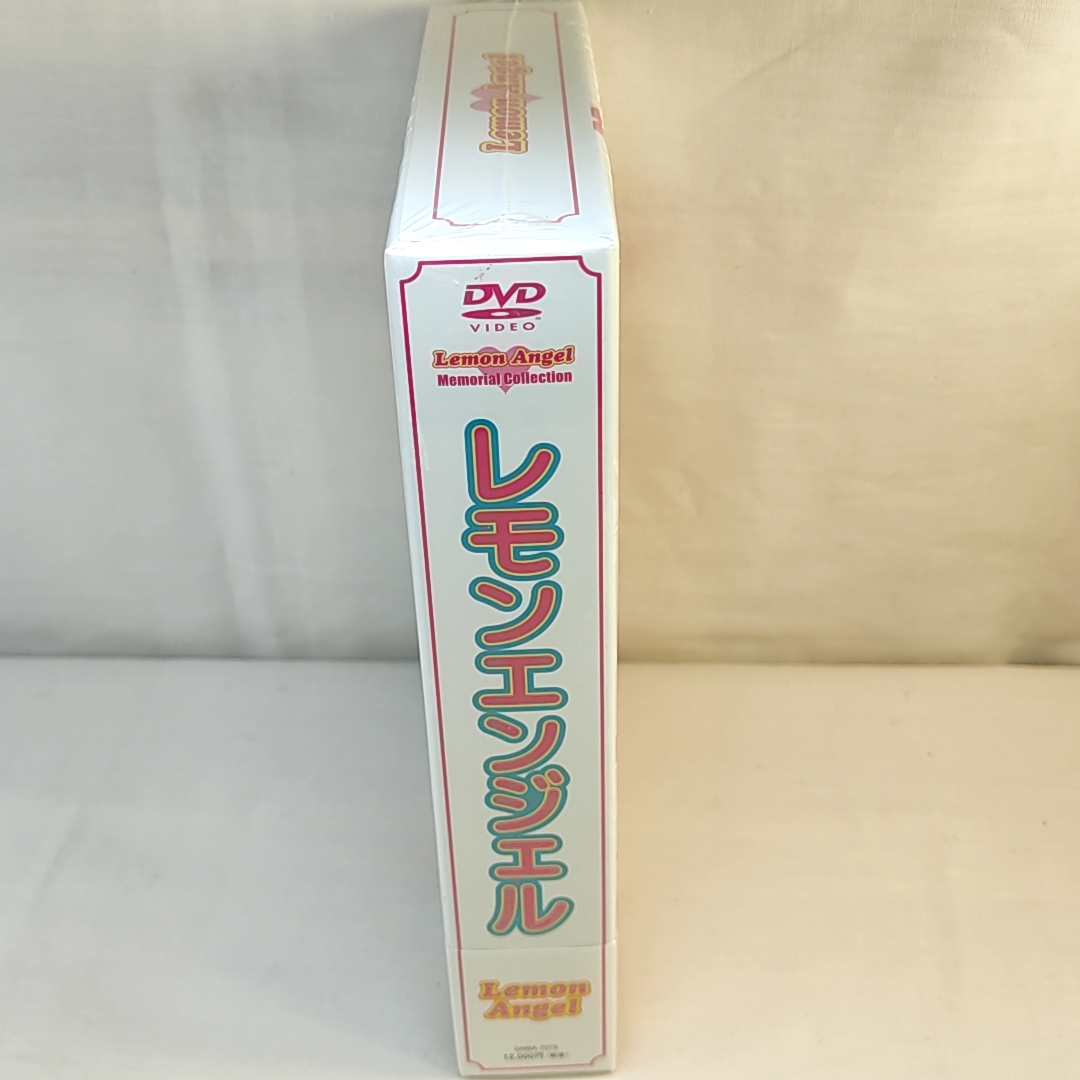 Lemon Angel
DVD
VIDEO
Lemon Angel
Memorial Collection
レモンエンジェル
Lemon
Angel